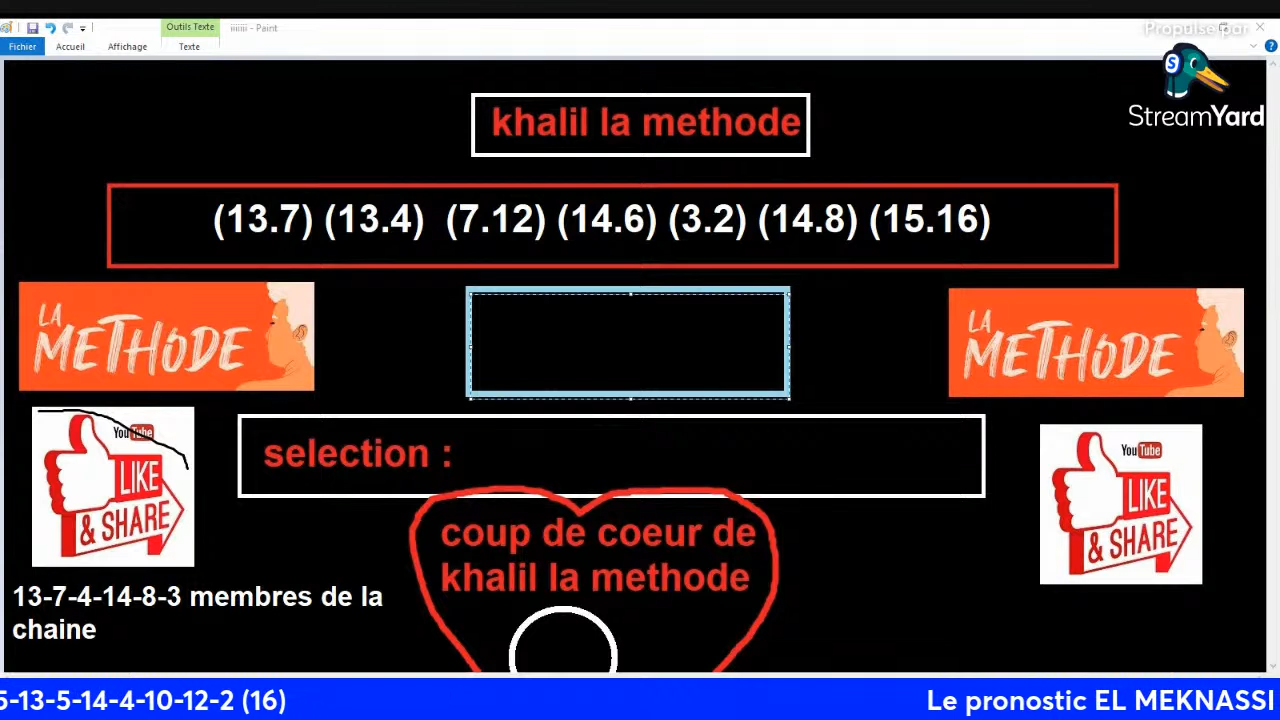 Outils Texte
iiiiiii - Paint
Propulsé par
Fichier
Accueil
Affichage
Texte
StreamYard
khalil la methode
(13.7) (13.4) (7.12) (14.6) (3.2) (14.8) (15.16)
LA
METHODE
LA
METHODE
YouTube
LIKE
& SHARE
selection :
YouTube
LIKE
& SHARE
coup de coeur de
khalil la methode
13-7-4-14-8-3 membres de la
chaine
5-13-5-14-4-10-12-2 (16)
Le pronostic EL MEKNASSI